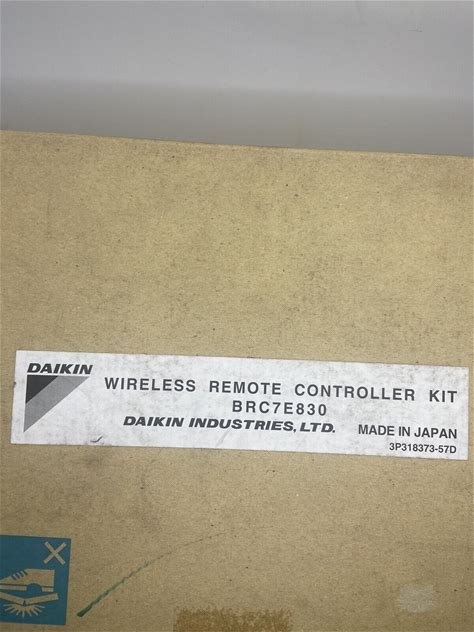 DAIKIN
WIRELESS REMOTE CONTROLLER KIT
BRC7E830
DAIKIN INDUSTRIES, LTD.
MADE IN JAPAN
3P318373-57D